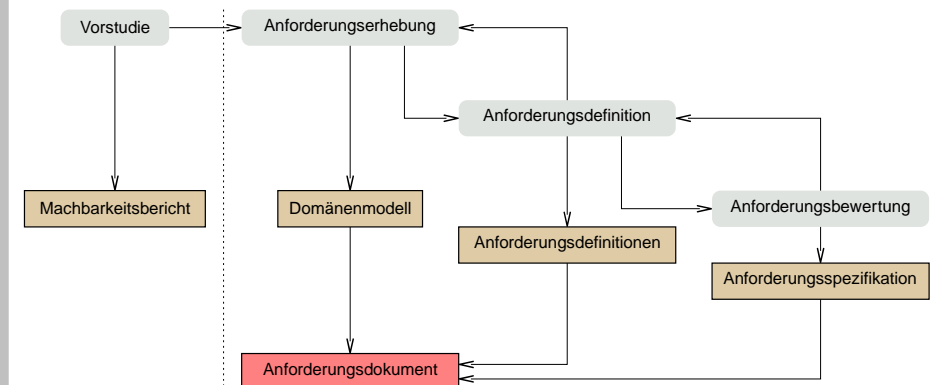 Vorstudie
Anforderungserhebung
Anforderungsdefinition
Machbarkeitsbericht
Domänenmodell
Anforderungsbewertung
Anforderungsdefinitionen
Anforderungsspezifikation
Anforderungsdokument